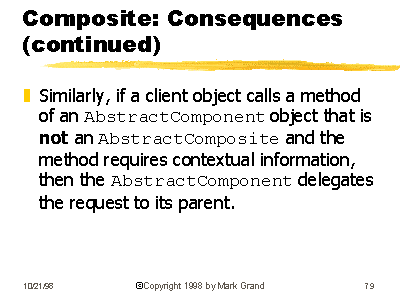 Composite: Consequences
(continued)
Similarly, if a client object calls a method
of an AbstractComponent object that is
not an AbstractComposite and the
method requires contextual information,
then the AbstractComponent delegates
the request to its parent.
10/21/98 ©Copyright 1998 by Mark Grand 79